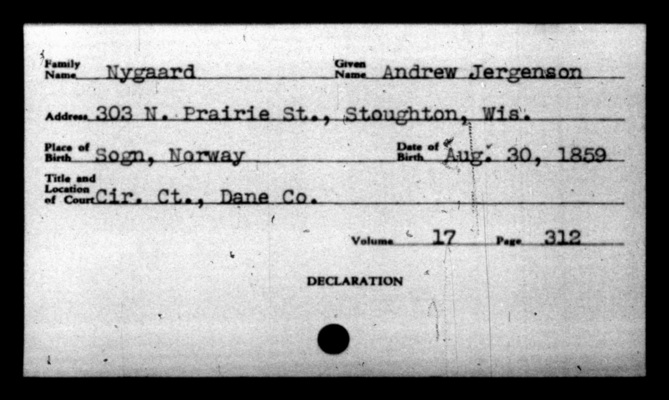 Family Name Nygaard Given Name Andrew Jergenson
Address 303 N. Prairie St., Stoughton, Wis.
Place of Birth Sogn, Norway Date of Birth Aug. 30, 1859
Title and Location of Court Cir. Ct., Dane Co.
Volume 17 Page 312
DECLARATION